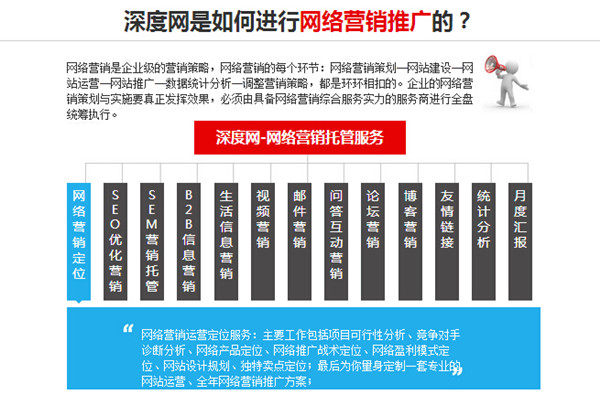 深度网是如何进行网络营销推广的？
网络营销是企业级的营销策略，网络营销的每个环节：网络营销策划—网站建设—网
站运营—网站推广—数据统计分析—调整营销策略，都是环环相扣的。企业的网络营
销策划与实施要真正发挥效果，必须由具备网络营销综合服务实力的服务商进行全盘
统筹执行。
深度网-网络营销托管服务
网络营销定位
SEO优化营销
SEM营销托管
B2B信息营销
生活信息营销
视频营销
邮件营销
问答互动营销
论坛营销
博客营销
友情链接
统计分析
月度汇报
“网络营销运营定位服务：主要工作包括项目可行性分析、竞争对手
诊断分析、网络产品定位、网络推广战术定位、网络盈利模式定
位、网站设计规划、独特卖点定位；最后为你量身定制一套专业的
网站运营、全年网络营销推广方案；”